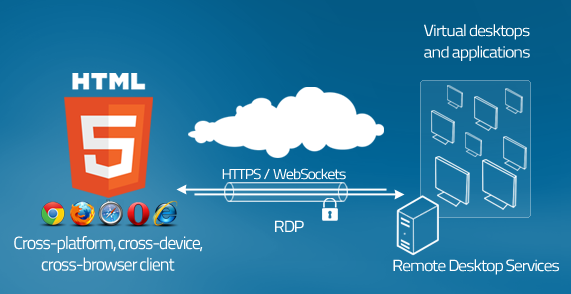 Virtual desktops
and applications
HTML
5
HTTPS / WebSockets
RDP
Cross-platform, cross-device,
cross-browser client
Remote Desktop Services